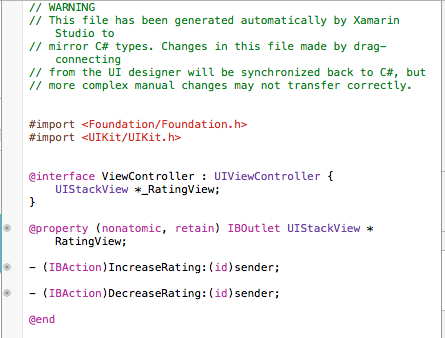 // WARNING
// This file has been generated automatically by Xamarin
Studio to
// mirror C# types. Changes in this file made by drag-
connecting
// from the UI designer will be synchronized back to C#, but
// more complex manual changes may not transfer correctly.
#import <Foundation/Foundation.h>
#import <UIKit/UIKit.h>
@interface ViewController : UIViewController {
UIStackView *_RatingView;
}
@property (nonatomic, retain) IBOutlet UIStackView *
RatingView;
- (IBAction)IncreaseRating:(id)sender;
- (IBAction)DecreaseRating:(id)sender;
@end